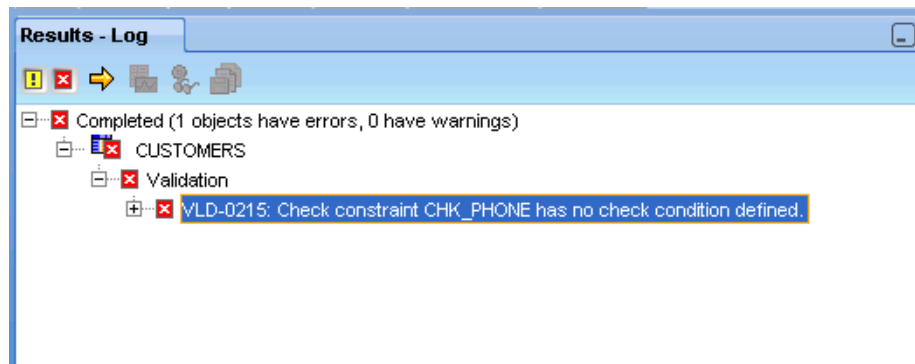 Results - Log
Completed (1 objects have errors, 0 have warnings)
CUSTOMERS
Validation
VLD-0215: Check constraint CHK_PHONE has no check condition defined.